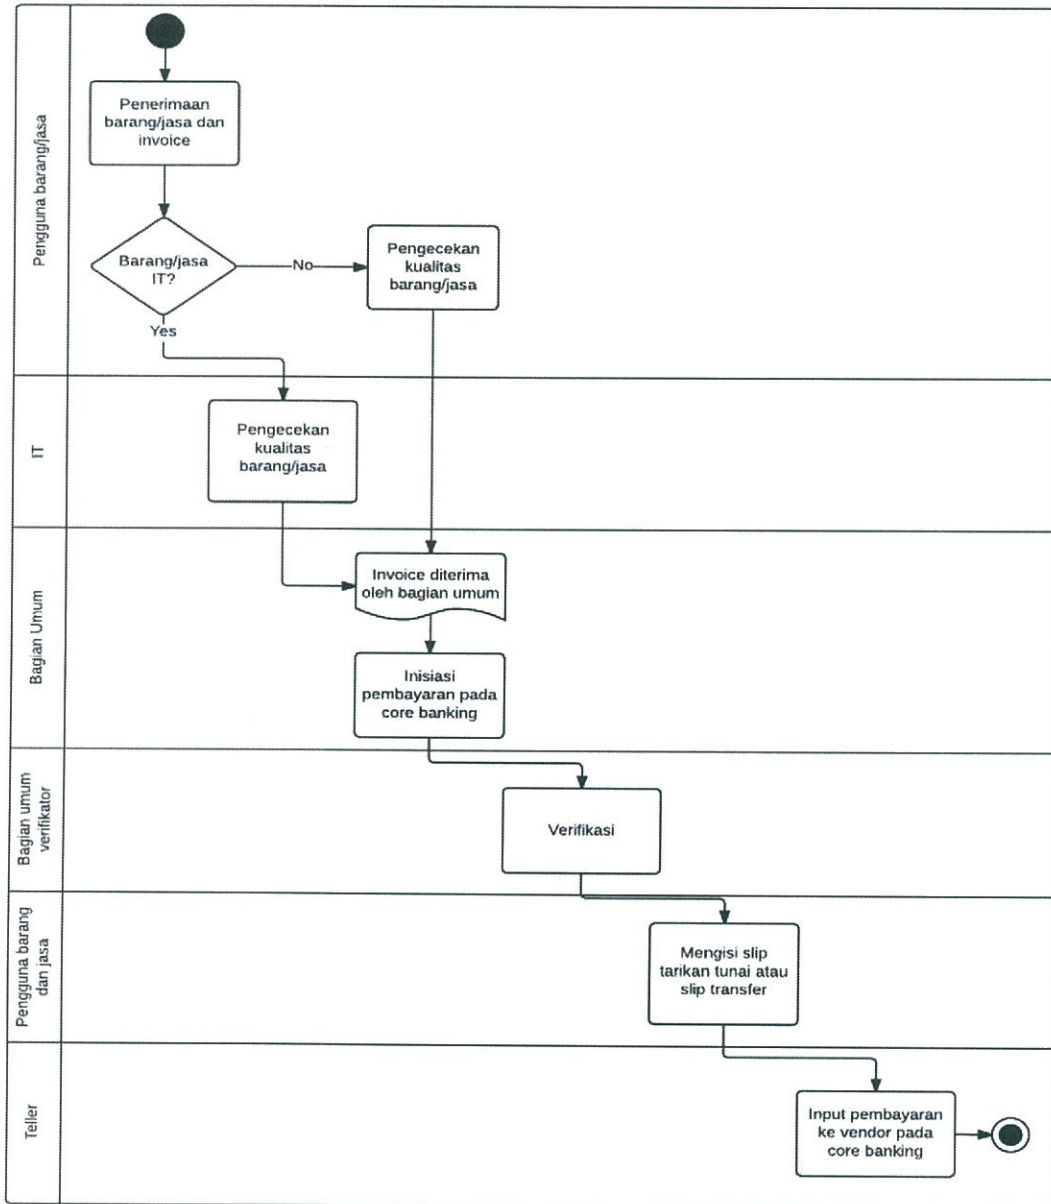 Pengguna barang/jasa
Penerimaan
barang/jasa dan
invoice
Barang/jasa
IT?
No
Pengecekan
kualitas
barang/jasa
Yes
IT
Pengecekan
kualitas
barang/jasa
Bagian Umum
Invoice diterima
oleh bagian umum
Inisiasi
pembayaran pada
core banking
Bagian umum
verifikator
Verifikasi
Pengguna barang
dan jasa
Mengisi slip
tarikan tunai atau
slip transfer
Teller
Input pembayaran
ke vendor pada
core banking